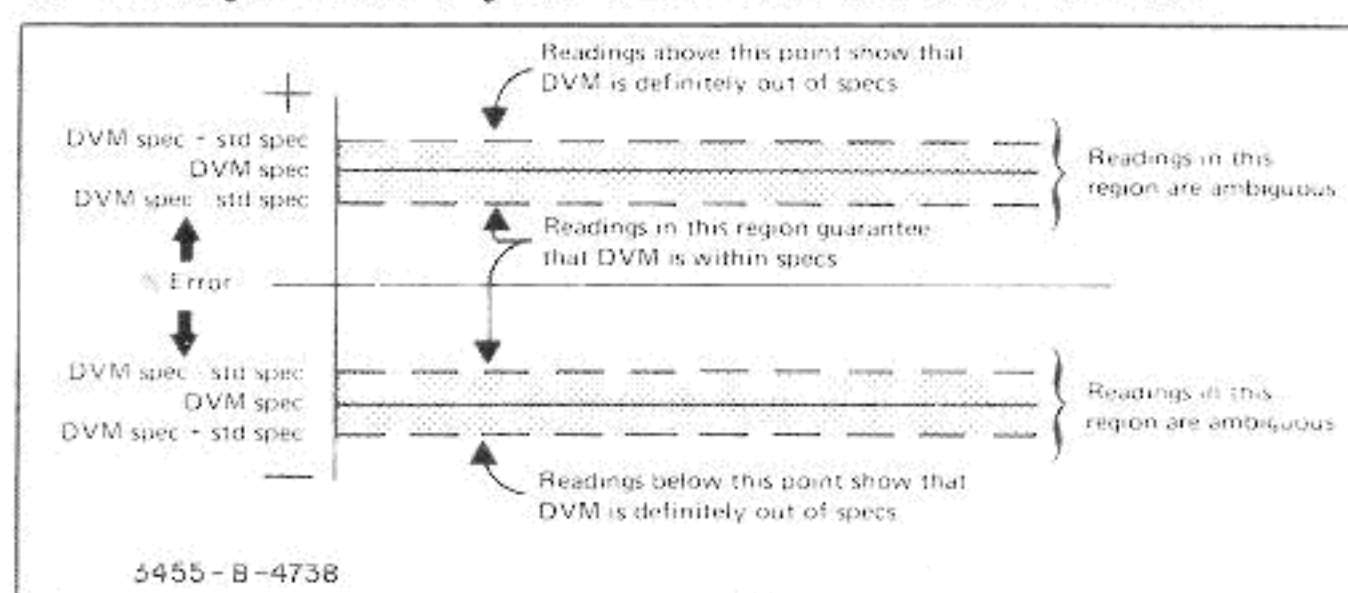 Readings above this point show that
DVM is definitely out of specs
+
DVM spec + std spec
DVM spec
DVM spec - std spec
Readings in this
region are ambiguous
Readings in this region guarantee
that DVM is within specs
% Error
DVM spec - std spec
DVM spec
DVM spec + std spec
Readings in this
region are ambiguous
—
Readings below this point show that
DVM is definitely out of specs
3455-B-4738